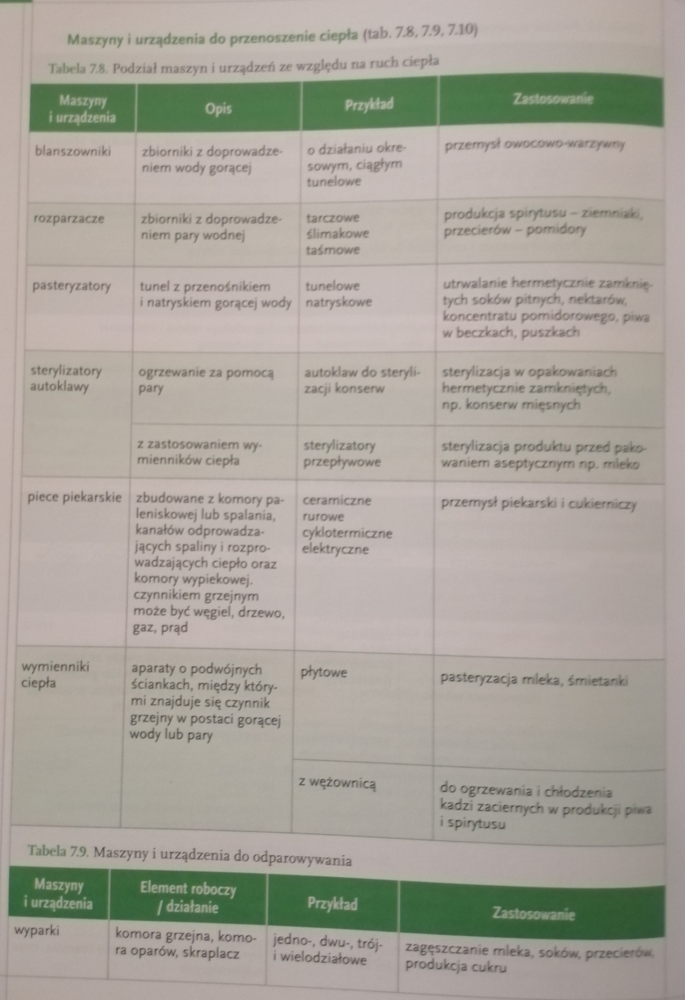 Maszyny i urządzenia do przenoszenie ciepła (tab. 7.8, 7.9, 7.10)
Tabela 7.8. Podział maszyn i urządzeń ze względu na ruch ciepła
Maszyny
i urządzenia
Opis
Przykład
Zastosowanie
blanszowniki
zbiorniki z doprowadze-
niem wody gorącej
o działaniu okre-
sowym, ciągłym
tunelowe
przemysł owocowo-warzywny
rozparzacze
zbiorniki z doprowadze-
niem pary wodnej
tarczowe
ślimakowe
taśmowe
produkcja spirytusu – ziemniaki,
przecierów – pomidory
pasteryzatory
tunel z przenośnikiem
i natryskiem gorącej wody
tunelowe
natryskowe
utrwalanie hermetycznie zamknię-
tych soków pitnych, nektarów,
koncentratu pomidorowego, piwa
w beczkach, puszkach
sterylizatory
autoklawy
ogrzewanie za pomocą
pary
autoklaw do steryli-
zacji konserw
sterylizacja w opakowaniach
hermetycznie zamkniętych,
np. konserw mięsnych
z zastosowaniem wy-
mienników ciepła
sterylizatory
przepływowe
sterylizacja produktu przed pako-
waniem aseptycznym np. mleko
piece piekarskie
zbudowane z komory pa-
leniskowej lub spalania,
kanałów odprowadza-
jących spaliny i rozpro-
wadzających ciepło oraz
komory wypiekowej.
czynnikiem grzejnym
może być węgiel, drzewo,
gaz, prąd
ceramiczne
rurowe
cyklotermiczne
elektryczne
przemysł piekarski i cukierniczy
wymienniki
ciepła
aparaty o podwójnych
ściankach, między który-
mi znajduje się czynnik
grzejny w postaci gorącej
wody lub pary
płytowe
pasteryzacja mleka, śmietanki
z wężownicą
do ogrzewania i chłodzenia
kadzi zaciernych w produkcji piwa
i spirytusu
Tabela 7.9. Maszyny i urządzenia do odparowywania
Maszyny
i urządzenia
Element roboczy
/ działanie
Przykład
Zastosowanie
wyparki
komora grzejna, komo-
ra oparów, skraplacz
jedno-, dwu-, trój-
i wielodziałowe
zagęszczanie mleka, soków, przecierów,
produkcja cukru